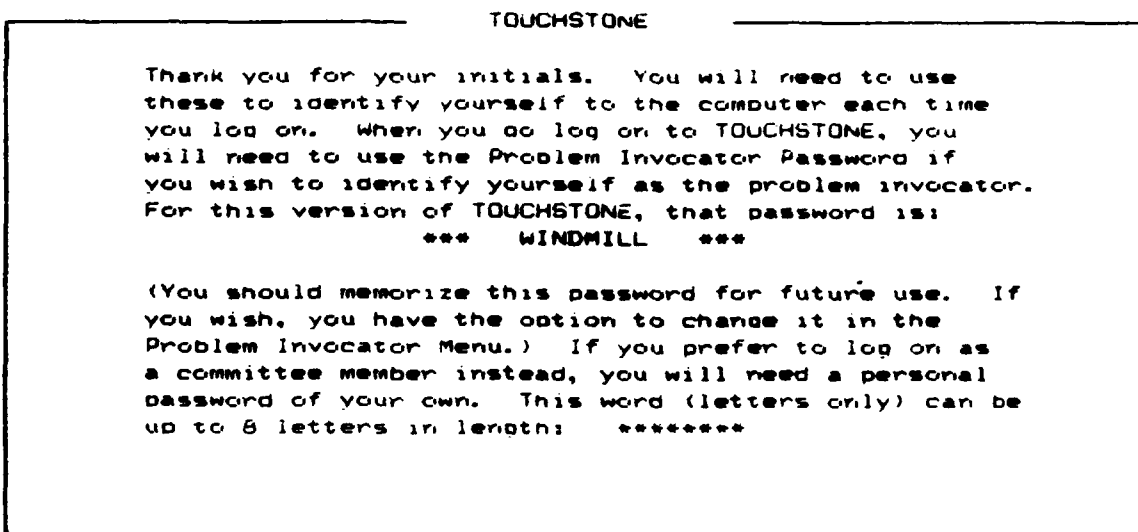 TOUCHSTONE
Thank you for your initials. You will need to use
these to identify yourself to the computer each time
you log on. When you do log on to TOUCHSTONE, you
will need to use the Problem Invocator Password if
you wish to identify yourself as the problem invocator.
For this version of TOUCHSTONE, that password is:
*** WINDMILL ***
(You should memorize this password for future use. If
you wish, you have the option to change it in the
Problem Invocator Menu.) If you prefer to log on as
a committee member instead, you will need a personal
password of your own. This word (letters only) can be
up to 8 letters in length: ********